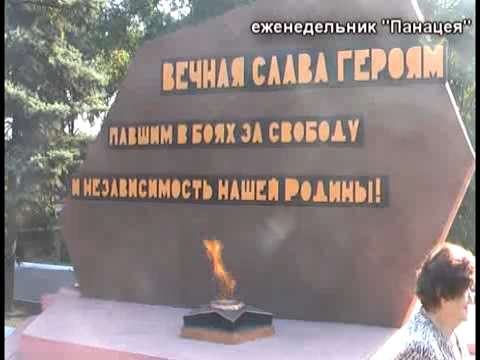 еженедельник "Панацея"
ВЕЧНАЯ СЛАВА ГЕРОЯМ
ПАВШИМ В БОЯХ ЗА СВОБОДУ
И НЕЗАВИСИМОСТЬ НАШЕЙ РОДИНЫ!